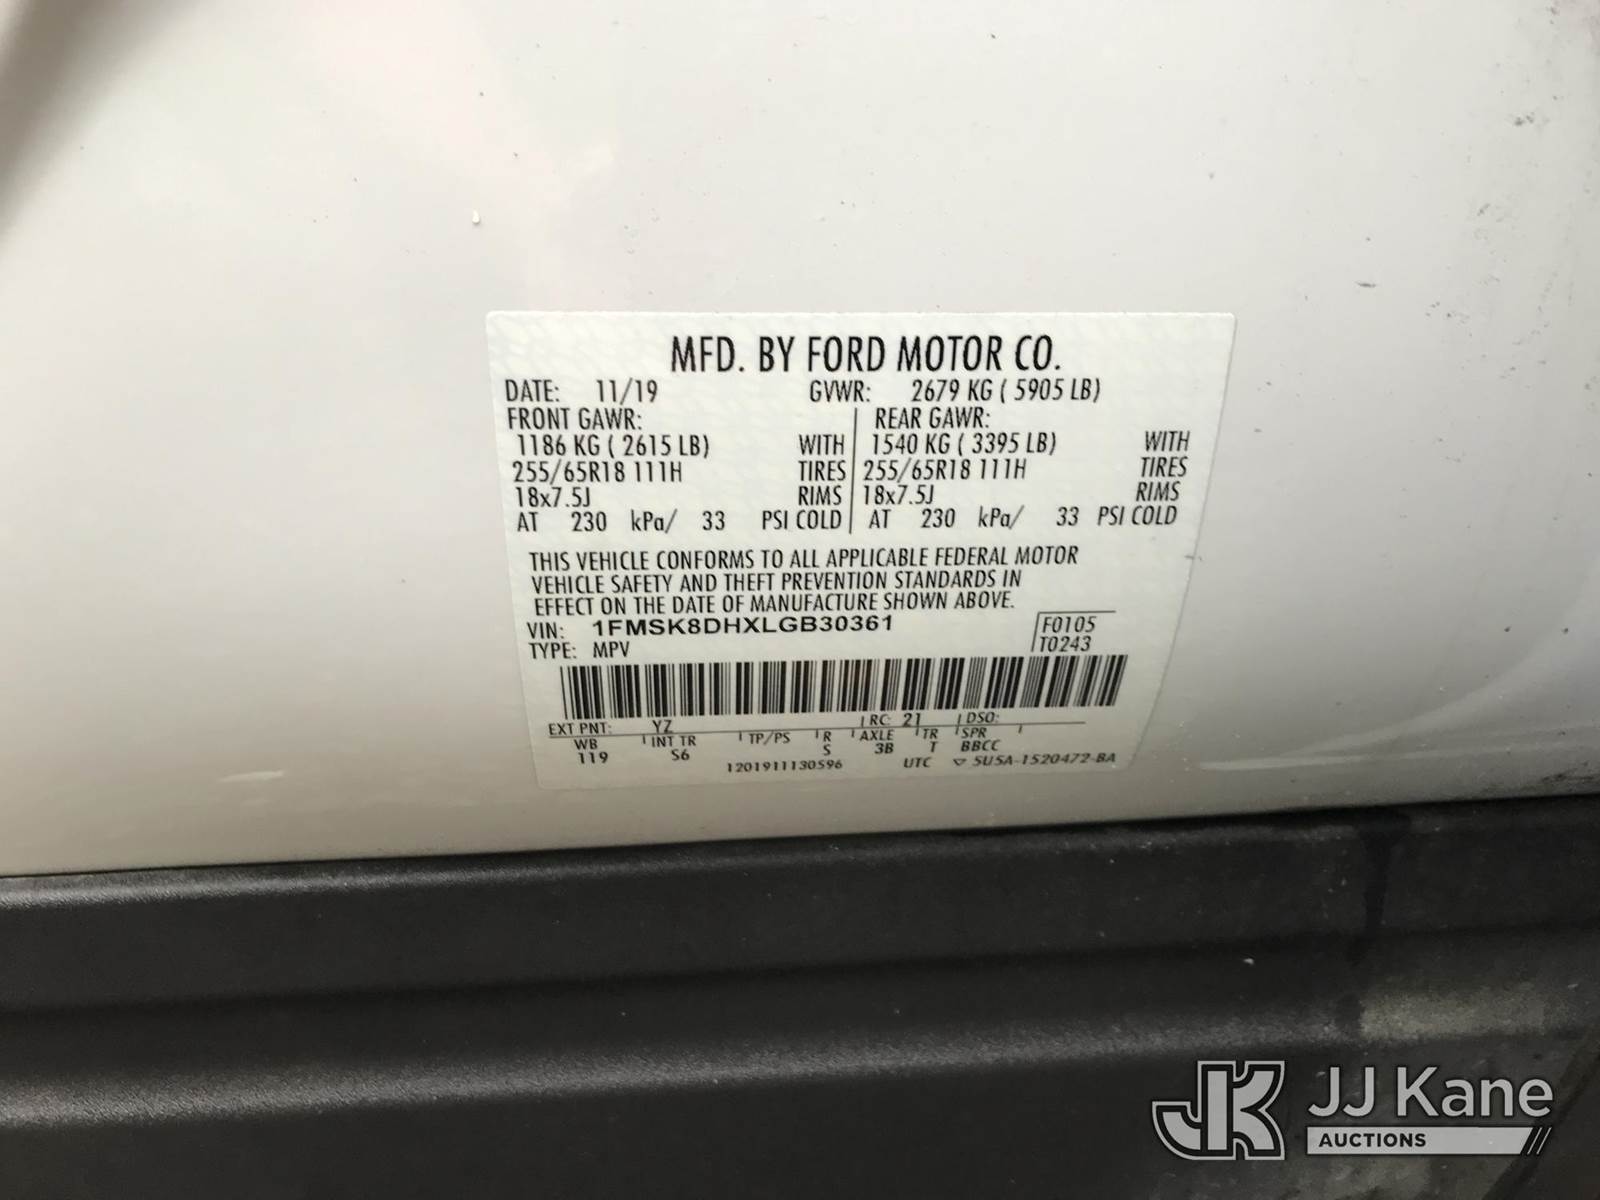 MFD. BY FORD MOTOR CO.
DATE: 11/19 GVWR: 2679 KG ( 5905 LB)
FRONT GAWR: REAR GAWR:
1186 KG ( 2615 LB) WITH 1540 KG ( 3395 LB) WITH
255/65R18 111H TIRES 255/65R18 111H TIRES
18x7.5J RIMS 18x7.5J RIMS
AT 230 kPa/ 33 PSI COLD AT 230 kPa/ 33 PSI COLD
THIS VEHICLE CONFORMS TO ALL APPLICABLE FEDERAL MOTOR
VEHICLE SAFETY AND THEFT PREVENTION STANDARDS IN
EFFECT ON THE DATE OF MANUFACTURE SHOWN ABOVE.
VIN: 1FMSK8DHXLGB30361 F0105
TYPE: MPV T0243
EXT PNT: YZ RC: 21 DSO:
WB INT TR TP/PS R AXLE TR SPR
119 S6 S 3B T BBCC
1201911130596 UTC ▽ 5U5A-1520472-BA
JK JJ Kane
AUCTIONS